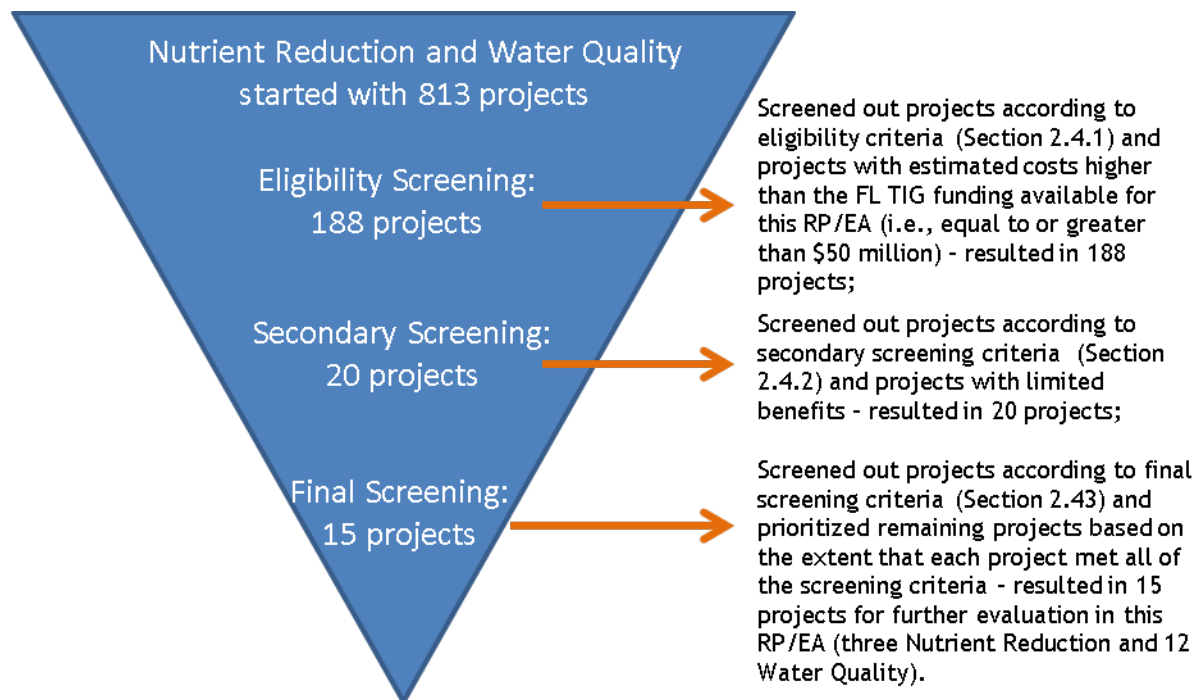 Nutrient Reduction and Water Quality
started with 813 projects
Eligibility Screening:
188 projects
Screened out projects according to
eligibility criteria (Section 2.4.1) and
projects with estimated costs higher
than the FL TIG funding available for
this RP/EA (i.e., equal to or greater
than $50 million) - resulted in 188
projects;
Secondary Screening:
20 projects
Screened out projects according to
secondary screening criteria (Section
2.4.2) and projects with limited
benefits - resulted in 20 projects;
Final Screening:
15 projects
Screened out projects according to final
screening criteria (Section 2.43) and
prioritized remaining projects based on
the extent that each project met all of
the screening criteria - resulted in 15
projects for further evaluation in this
RP/EA (three Nutrient Reduction and 12
Water Quality).